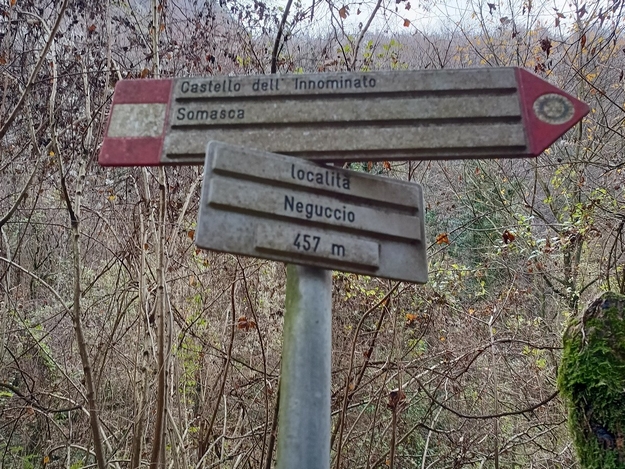 Castello dell'Innominato
Somasca
località
Neguccio
457 m